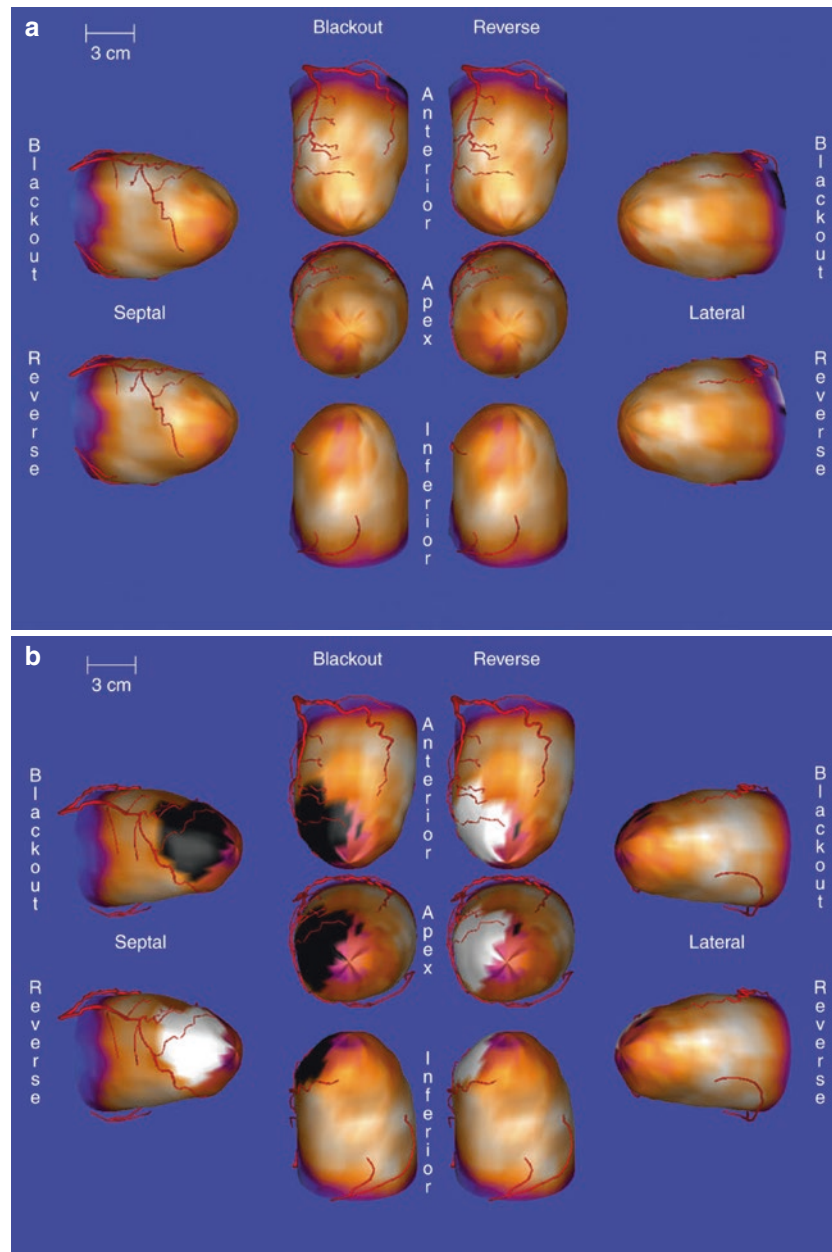 a
3 cm
Blackout
Reverse
Anterior
Blackout
Blackout
Septal
Apex
Lateral
Reverse
Reverse
Inferior
b
3 cm
Blackout
Reverse
Anterior
Blackout
Blackout
Septal
Apex
Lateral
Reverse
Reverse
Inferior